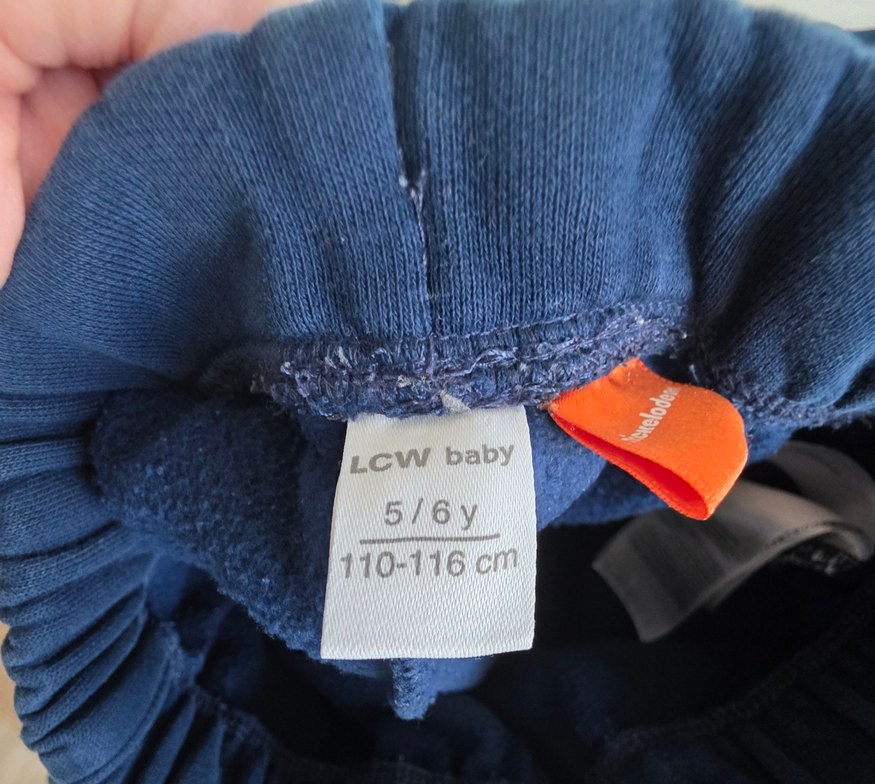 LCW baby
5/6 y
110-116 cm